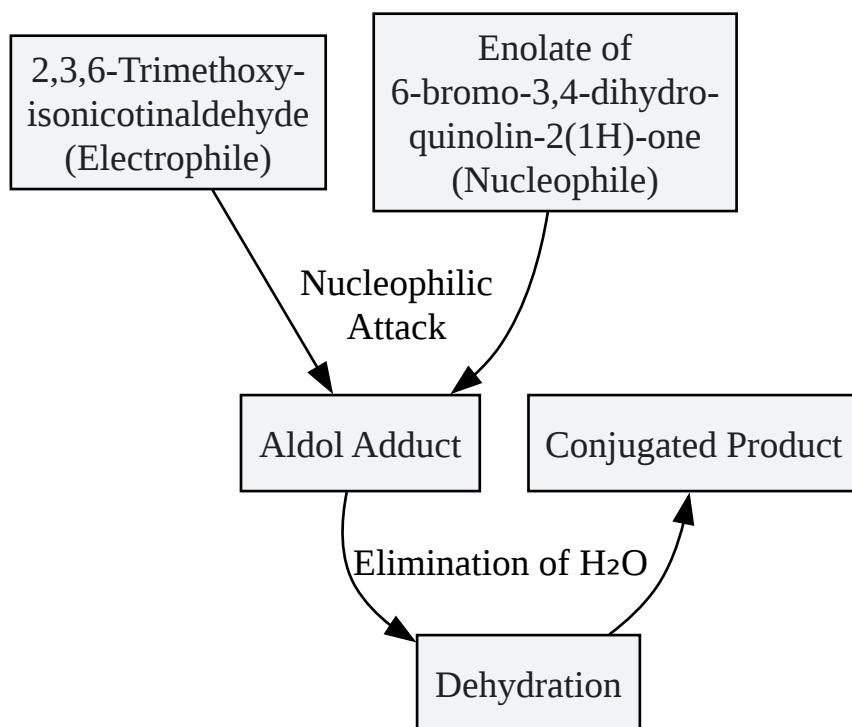 2,3,6-Trimethoxy-
isonicotinaldehyde
(Electrophile)
Enolate of
6-bromo-3,4-dihydro-
quinolin-2(1H)-one
(Nucleophile)
Nucleophilic
Attack
Aldol Adduct
Conjugated Product
Elimination of H₂O
Dehydration